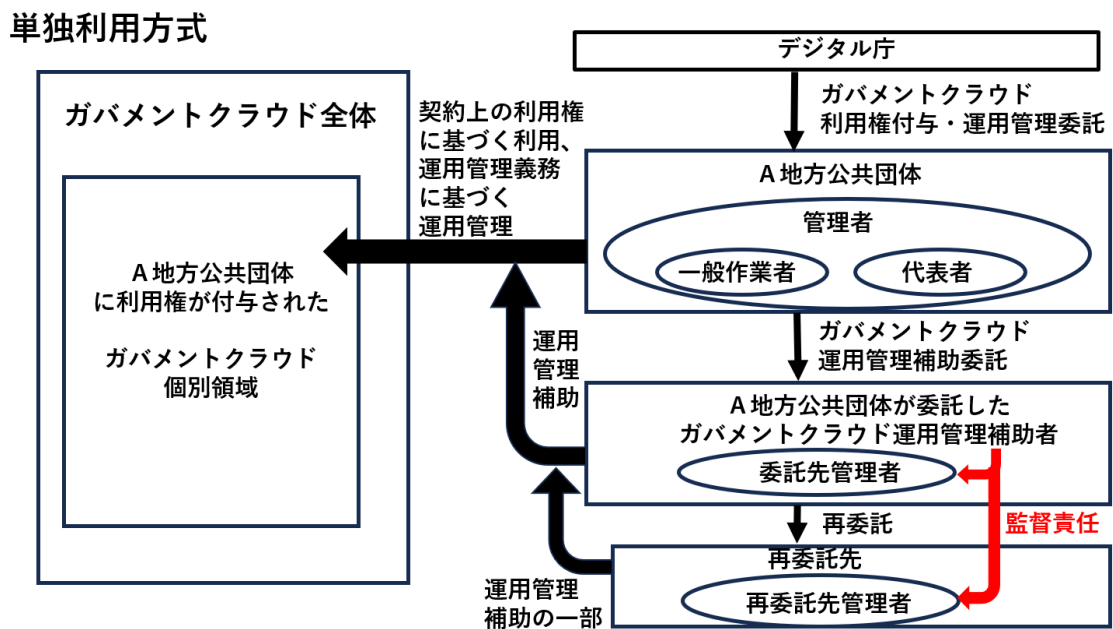 単独利用方式
デジタル庁
ガバメントクラウド
利用権付与・運用管理委託
ガバメントクラウド全体
契約上の利用権
に基づく利用、
運用管理義務
に基づく
運用管理
A地方公共団体
管理者
一般作業者
代表者
A地方公共団体
に利用権が付与された
ガバメントクラウド
個別領域
ガバメントクラウド
運用管理補助委託
運用
管理
補助
A地方公共団体が委託した
ガバメントクラウド運用管理補助者
委託先管理者
再委託
監督責任
再委託先
再委託先管理者
運用管理
補助の一部